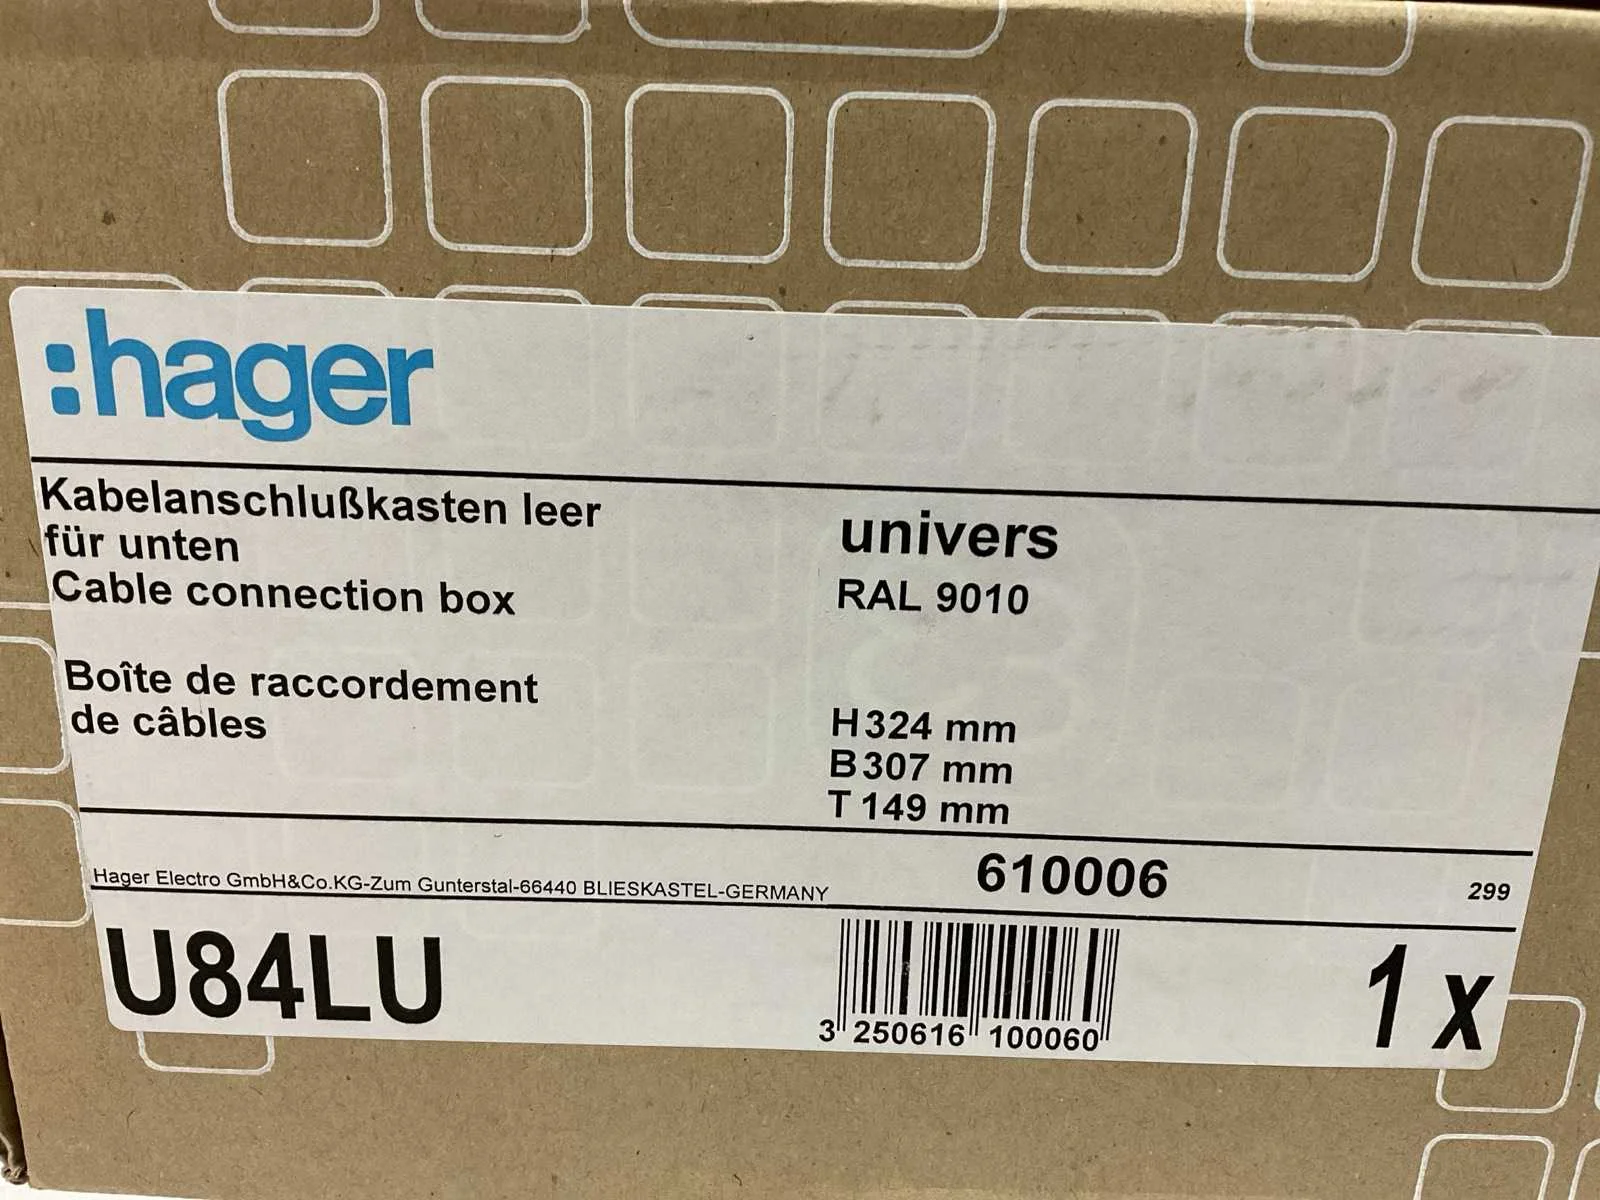 :hager
Kabelanschlußkasten leer
für unten
Cable connection box
Boîte de raccordement
de câbles
univers
RAL 9010
H 324 mm
B 307 mm
T 149 mm
Hager Electro GmbH&Co.KG-Zum Gunterstal-66440 BLIESKASTEL-GERMANY
610006
299
U84LU
3 250616 100060
1 x